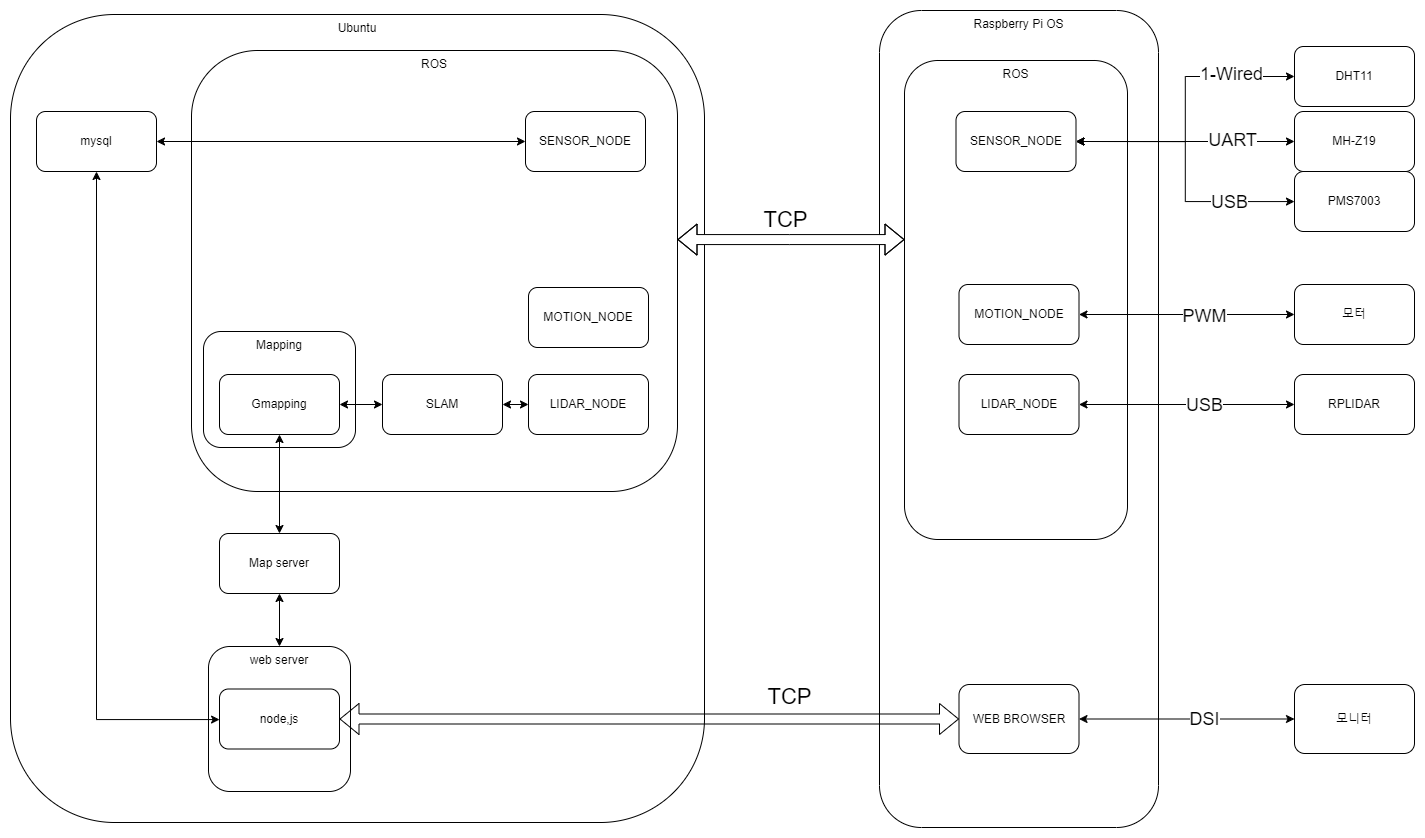 Ubuntu
ROS
mysql
SENSOR_NODE
MOTION_NODE
Mapping
Gmapping
SLAM
LIDAR_NODE
Map server
web server
node.js
TCP
TCP
Raspberry Pi OS
ROS
SENSOR_NODE
MOTION_NODE
LIDAR_NODE
WEB BROWSER
1-Wired
DHT11
UART
MH-Z19
USB
PMS7003
PWM
모터
USB
RPLIDAR
DSI
모니터